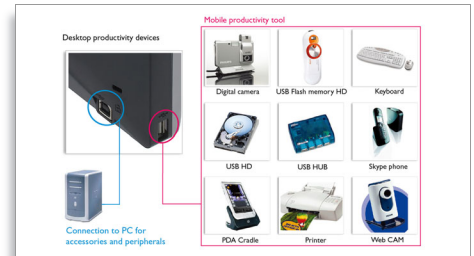 Mobile productivity tool
Desktop productivity devices
Digital camera
USB Flash memory HD
Keyboard
USB HD
USB HUB
Skype phone
PDA Cradle
Printer
Web CAM
Connection to PC for
accessories and peripherals